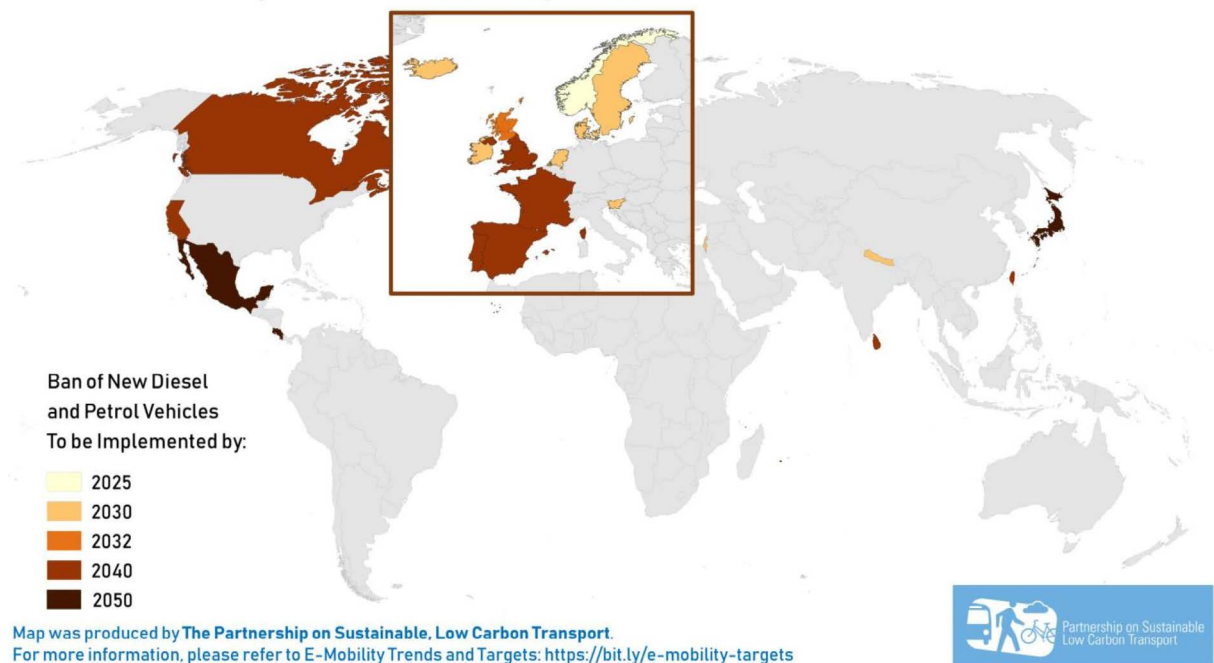 Ban of New Diesel
and Petrol Vehicles
To be Implemented by:
2025
2030
2032
2040
2050
Map was produced by The Partnership on Sustainable, Low Carbon Transport.
For more information, please refer to E-Mobility Trends and Targets: https://bit.ly/e-mobility-targets
Partnership on Sustainable
Low Carbon Transport